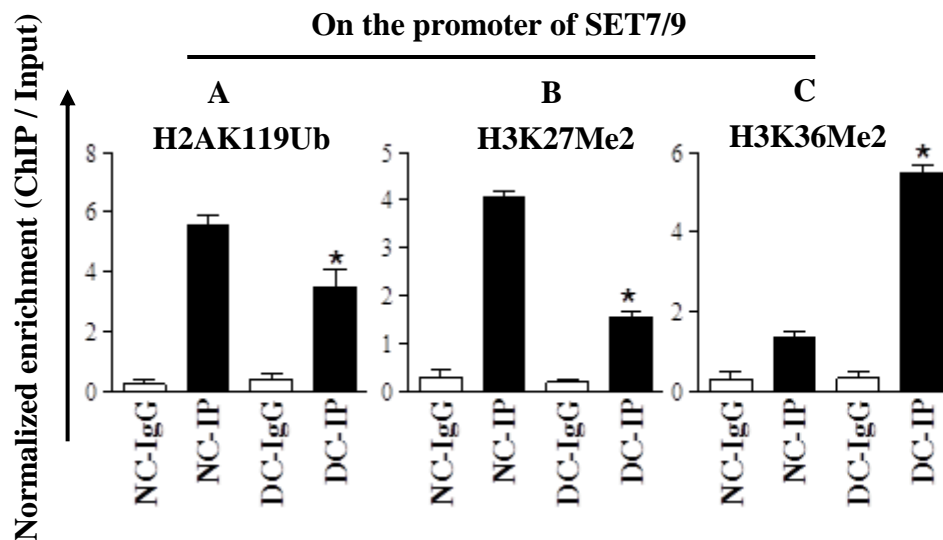 On the promoter of SET7/9
Normalized enrichment (ChIP / Input)
A
H2AK119Ub
8
6
4
2
0
NC-IgG
NC-IP
DC-IgG
DC-IP
*
B
H3K27Me2
5
4
3
2
1
0
NC-IgG
NC-IP
DC-IgG
DC-IP
*
C
H3K36Me2
6
4
2
0
NC-IgG
NC-IP
DC-IgG
DC-IP
*